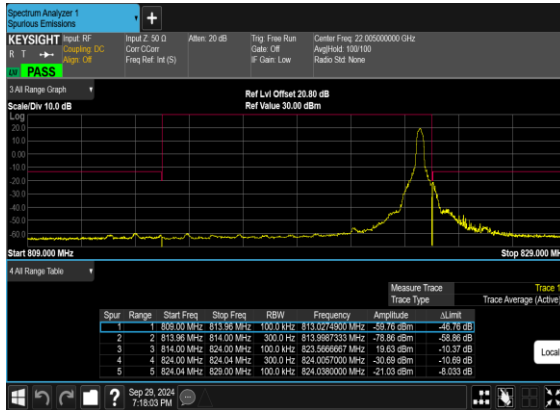 Spectrum Analyzer 1
Spurious Emissions
+
KEYSIGHT Input: RF Input Z: 50 Ω Atten: 20 dB Trig: Free Run Center Freq: 22.005000000 GHz
R T Coupling: DC Corr CCorr Gate: Off Avg|Hold: 100/100
Align: Off Freq Ref: Int (S) IF Gain: Low Radio Std: None
LW PASS
3 All Range Graph
Ref Lvl Offset 20.80 dB
Scale/Div 10.0 dB Ref Value 30.00 dBm
Log
20.0
10.0
0.00
-10.0
-20.0
-30.0
-40.0
-50.0
-60.0
Start 809.000 MHz Stop 829.000 MHz
4 All Range Table
Measure Trace Trace 1
Trace Type Trace Average (Active)
Spur Range Start Freq Stop Freq RBW Frequency Amplitude ΔLimit
1 1 809.00 MHz 813.96 MHz 100.0 kHz 813.0274900 MHz -59.76 dBm -46.76 dB
2 2 813.96 MHz 814.00 MHz 300.0 Hz 813.9987333 MHz -78.86 dBm -58.86 dB
3 3 814.00 MHz 824.00 MHz 100.0 kHz 823.5666667 MHz 19.63 dBm -10.37 dB
4 4 824.00 MHz 824.04 MHz 300.0 Hz 824.0057000 MHz -30.69 dBm -10.69 dB
5 5 824.04 MHz 829.00 MHz 100.0 kHz 824.0380000 MHz -21.03 dBm -8.033 dB
Local
?
Sep 29, 2024
7:18:03 PM